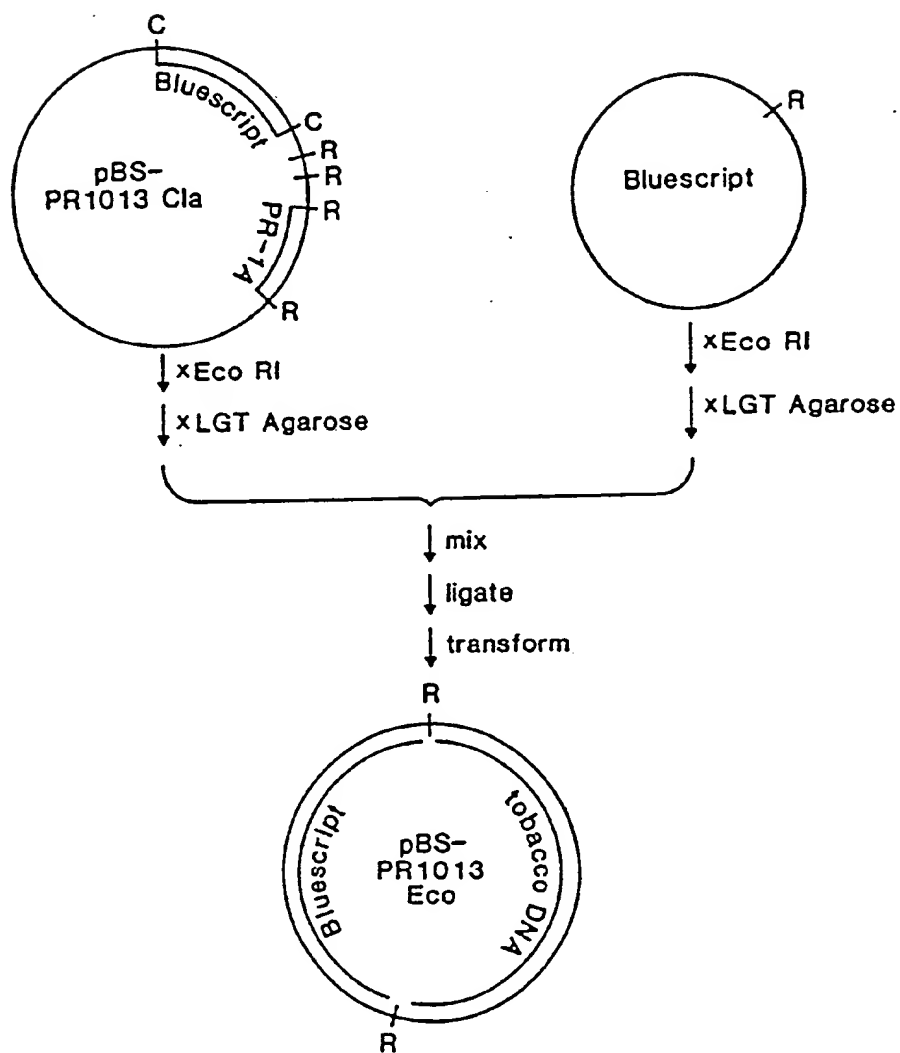 C
Bluescript
C
R
R
pBS-
PR1013 Cla
R
PR-1A
R
R
Bluescript
xEco RI
xLGT Agarose
xEco RI
xLGT Agarose
mix
ligate
transform
R
Bluescript
tobacco DNA
pBS-
PR1013
Eco
R